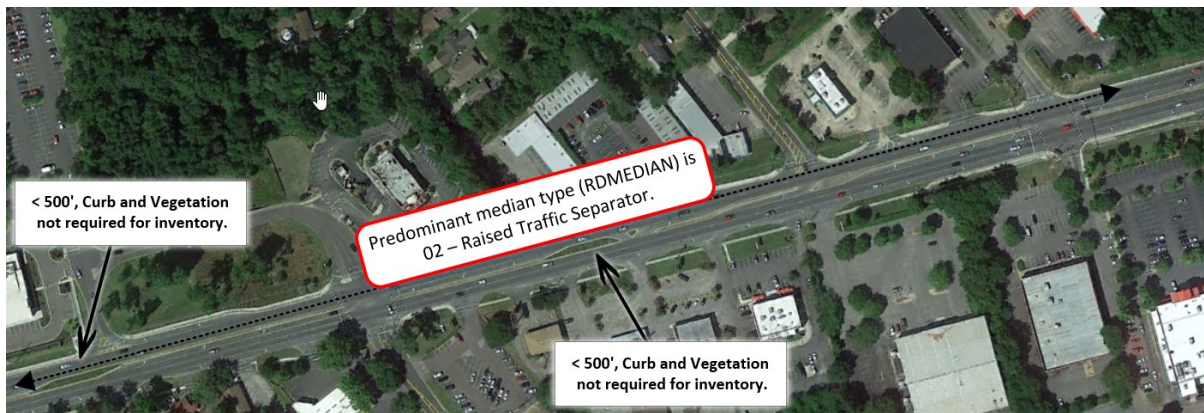 < 500', Curb and Vegetation
not required for inventory.
Predominant median type (RDMEDIAN) is
02 – Raised Traffic Separator.
< 500', Curb and Vegetation
not required for inventory.